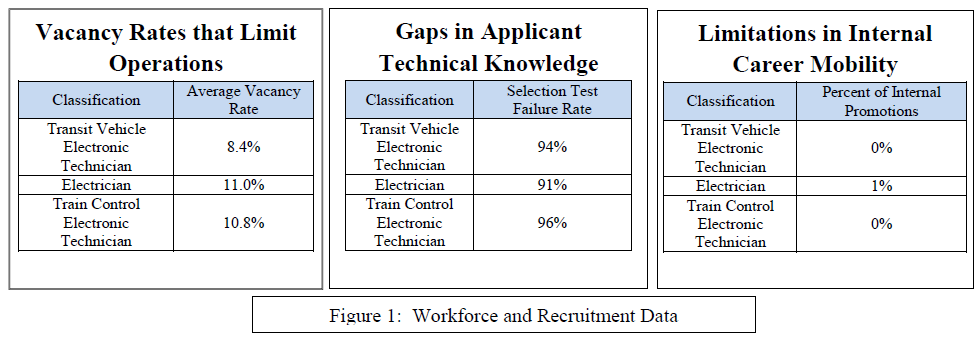 Vacancy Rates that Limit
Operations
Classification
Average Vacancy
Rate
Transit Vehicle
Electronic
Technician
8.4%
Electrician
11.0%
Train Control
Electronic
Technician
10.8%
Gaps in Applicant
Technical Knowledge
Classification
Selection Test
Failure Rate
Transit Vehicle
Electronic
Technician
94%
Electrician
91%
Train Control
Electronic
Technician
96%
Limitations in Internal
Career Mobility
Classification
Percent of Internal
Promotions
Transit Vehicle
Electronic
Technician
0%
Electrician
1%
Train Control
Electronic
Technician
0%
Figure 1: Workforce and Recruitment Data